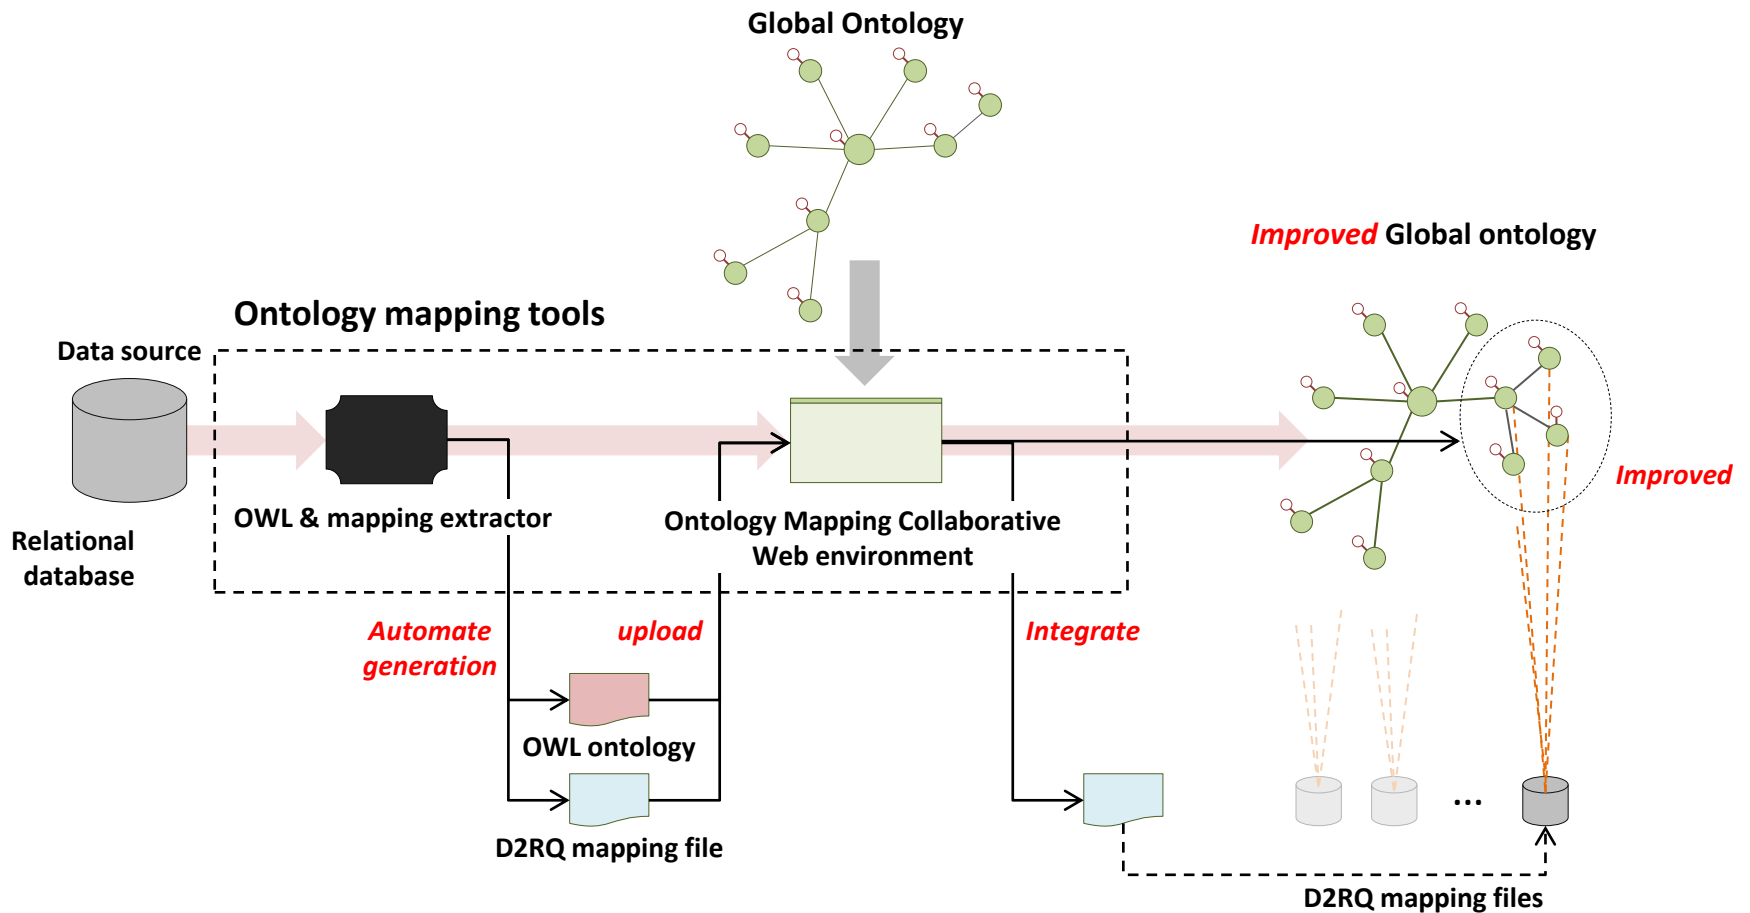 Global Ontology
Improved Global ontology
Ontology mapping tools
Data source
Improved
OWL & mapping extractor
Ontology Mapping Collaborative
Web environment
Relational
database
Automate
generation
upload
Integrate
OWL ontology
...
D2RQ mapping file
D2RQ mapping files